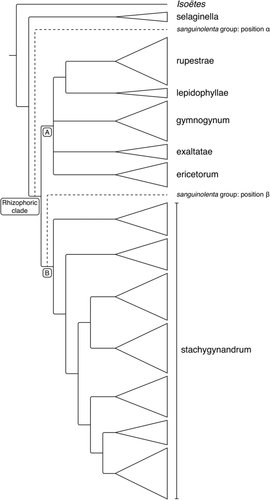 Isoëtes
selaginella
sanguinolenta group: position α
rupestrae
A
lepidophyllae
gymnogynum
exaltatae
ericetorum
sanguinolenta group: position β
Rhizophoric
clade
B
stachygynandrum